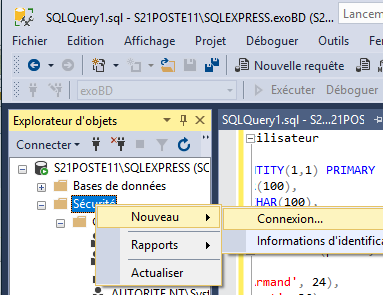 SQLQuery1.sql - S21POSTE11\SQLEXPRESS.exoBD (S2
Lancem
Fichier Edition Affichage Projet Déboguer Outils
Nouvelle requête
exoBD
Exécuter Déboguer
Explorateur d'objets
SQLQuery1.sql - S2...21POS
Connecter
S21POSTE11\SQLEXPRESS (SC
Bases de données
Sécurité
Nouveau
Connexion...
Informations d'identifica
Rapports
Actualiser
AUTORITE NT\Syst
ilisateur
TITY(1,1) PRIMARY
(100),
HAR(100),
rmand', 24),